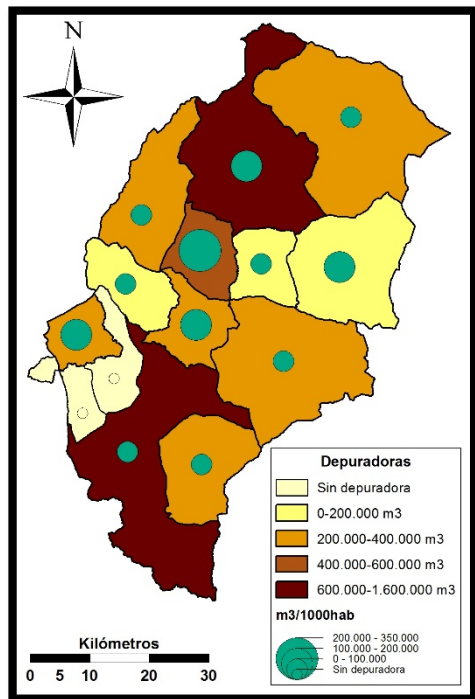 N
Depuradoras
Sin depuradora
0-200.000 m3
200.000-400.000 m3
400.000-600.000 m3
600.000-1.600.000 m3
m3/1000hab
200.000 - 350.000
100.000 - 200.000
0 - 100.000
Sin depuradora
Kilómetros
0 5 10 20 30